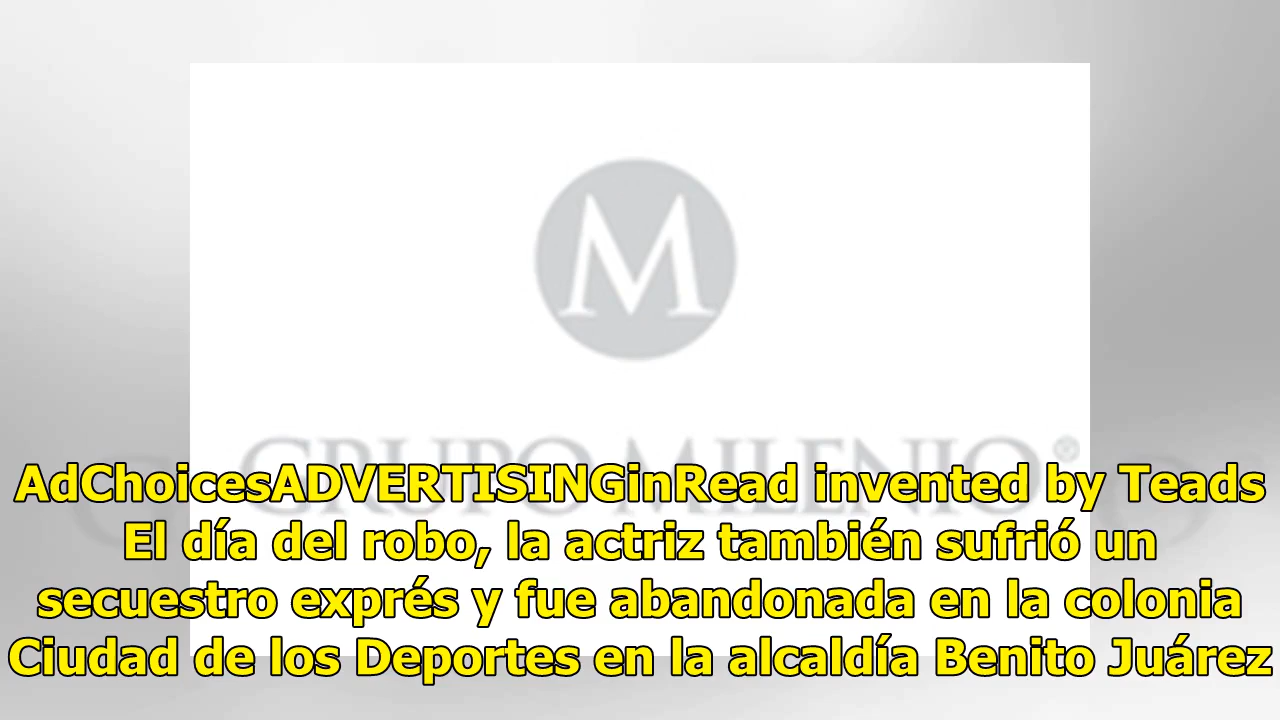 M
GRUPO MILENIO®
AdChoicesADVERTISINGinRead invented by Teads
El día del robo, la actriz también sufrió un
secuestro exprés y fue abandonada en la colonia
Ciudad de los Deportes en la alcaldía Benito Juárez